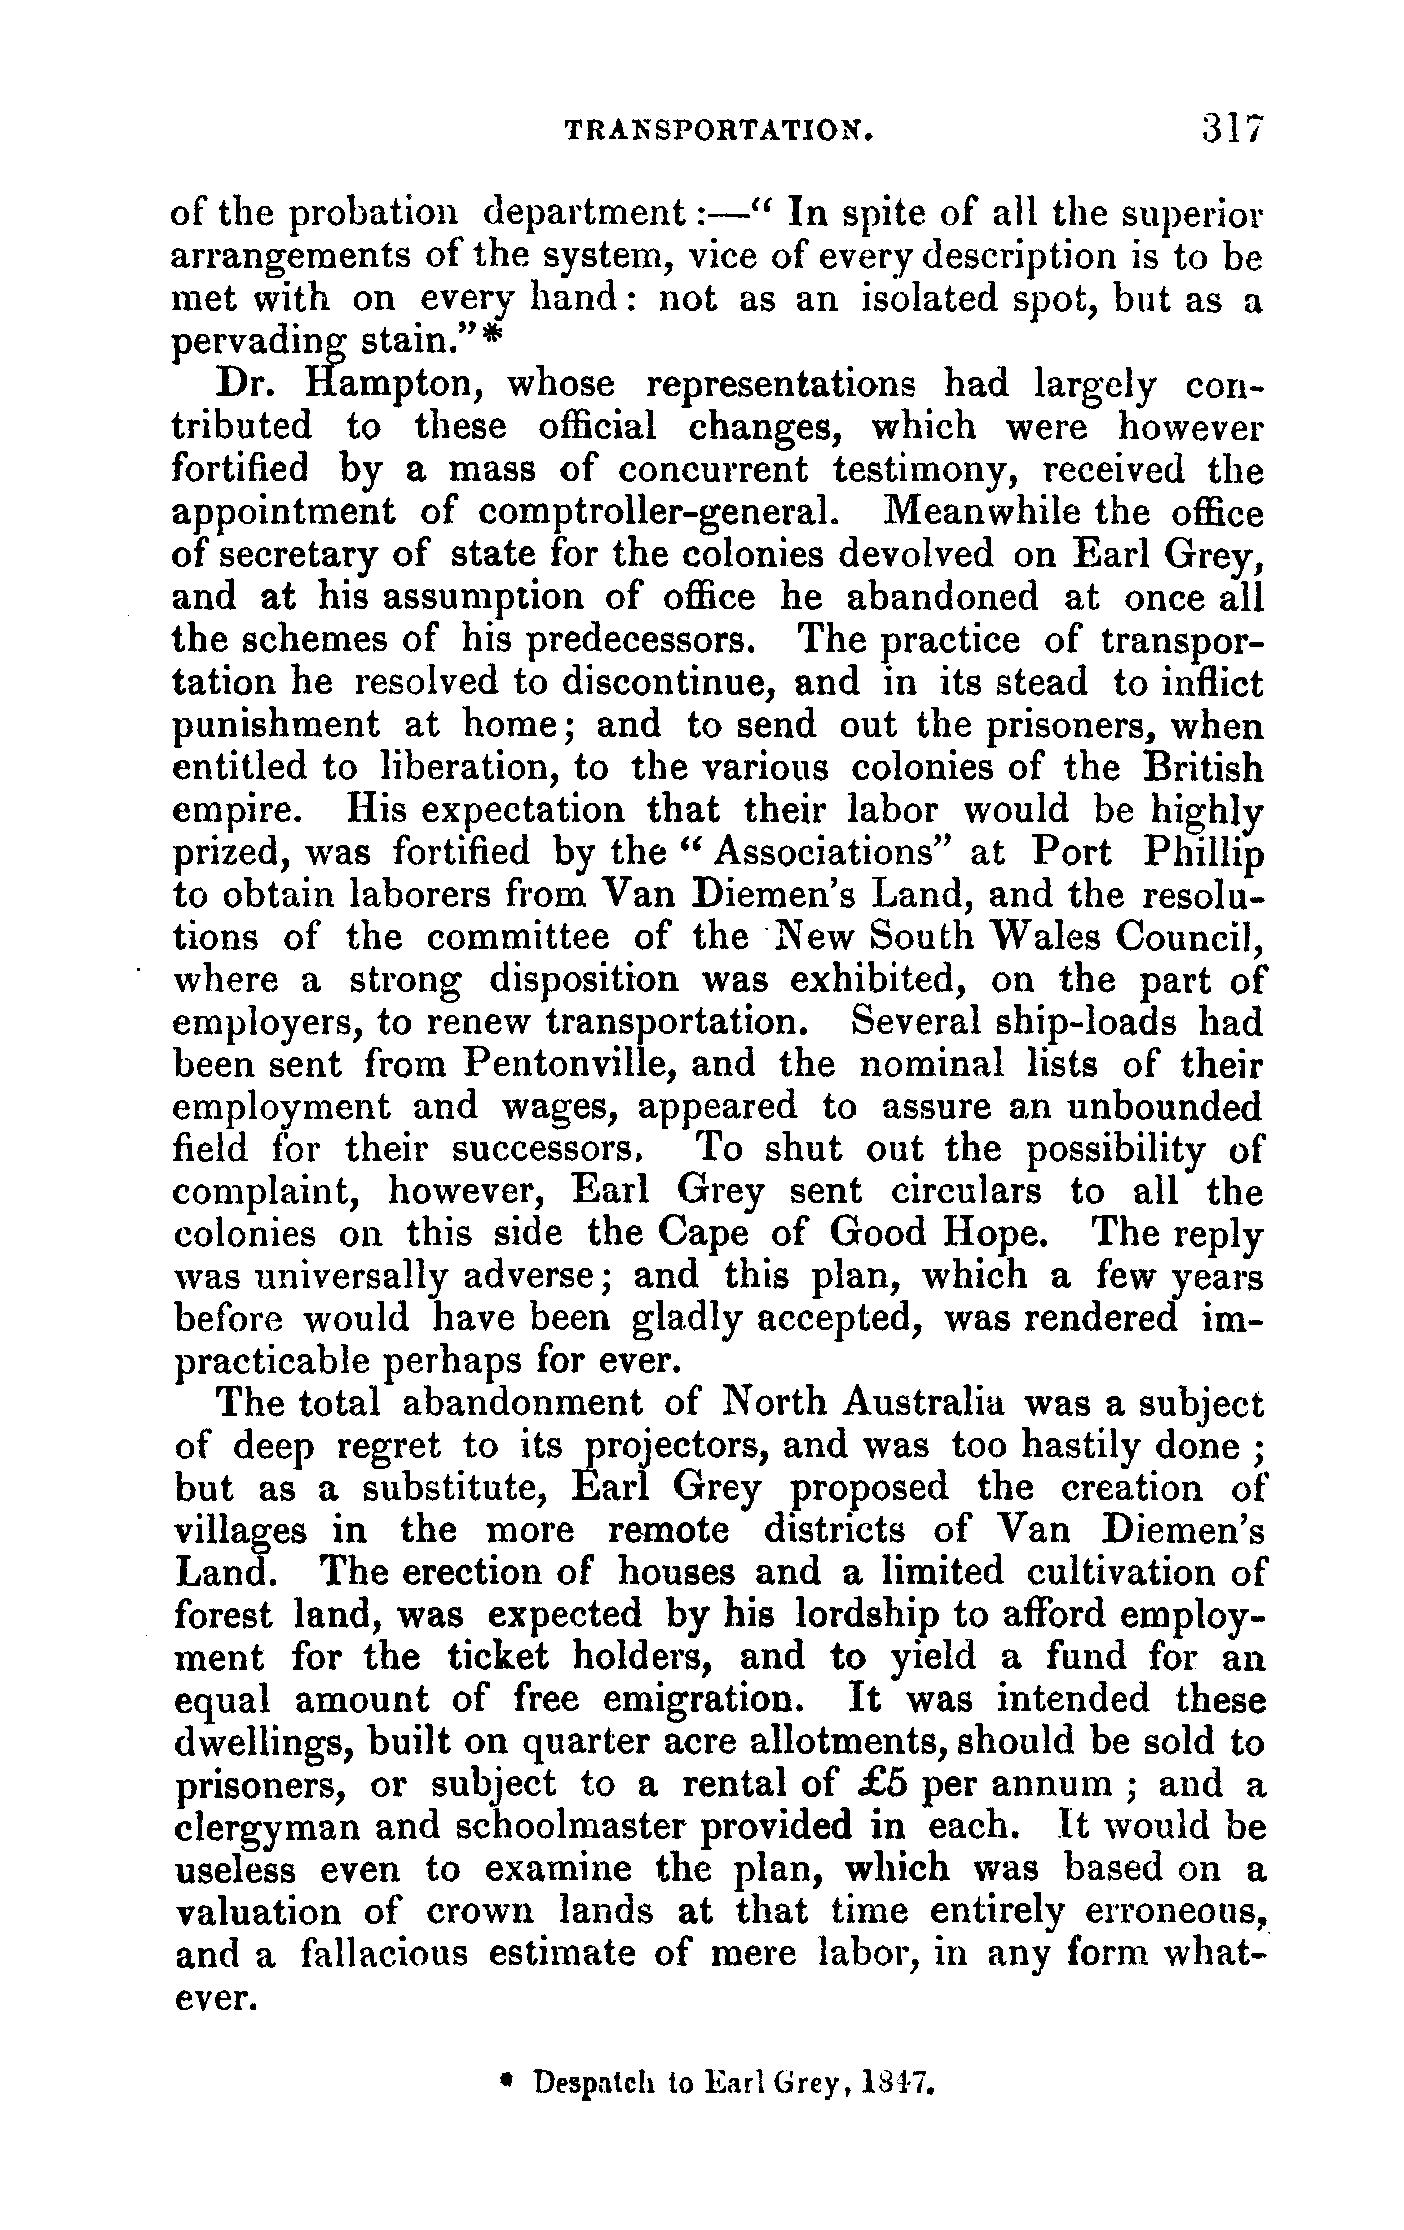 TRANSPORTATION. 317
of the probation department :—“ In spite of all the superior
arrangements of the system, vice of every description is to be
met with on every hand : not as an isolated spot, but as a
pervading stain.”*
Dr. Hampton, whose representations had largely con-
tributed to these official changes, which were however
fortified by a mass of concurrent testimony, received the
appointment of comptroller-general. Meanwhile the office
of secretary of state for the colonies devolved on Earl Grey,
and at his assumption of office he abandoned at once all
the schemes of his predecessors. The practice of transpor-
tation he resolved to discontinue, and in its stead to inflict
punishment at home; and to send out the prisoners, when
entitled to liberation, to the various colonies of the British
empire. His expectation that their labor would be highly
prized, was fortified by the “ Associations” at Port Phillip
to obtain laborers from Van Diemen's Land, and the resolu-
tions of the committee of the New South Wales Council,
where a strong disposition was exhibited, on the part of
employers, to renew transportation. Several ship-loads had
been sent from Pentonville, and the nominal lists of their
employment and wages, appeared to assure an unbounded
field for their successors. To shut out the possibility of
complaint, however, Earl Grey sent circulars to all the
colonies on this side the Cape of Good Hope. The reply
was universally adverse; and this plan, which a few years
before would have been gladly accepted, was rendered im-
practicable perhaps for ever.
The total abandonment of North Australia was a subject
of deep regret to its projectors, and was too hastily done ;
but as a substitute, Earl Grey proposed the creation of
villages in the more remote districts of Van Diemen's
Land. The erection of houses and a limited cultivation of
forest land, was expected by his lordship to afford employ-
ment for the ticket holders, and to yield a fund for an
equal amount of free emigration. It was intended these
dwellings, built on quarter acre allotments, should be sold to
prisoners, or subject to a rental of £5 per annum ; and a
clergyman and schoolmaster provided in each. It would be
useless even to examine the plan, which was based on a
valuation of crown lands at that time entirely erroneous,
and a fallacious estimate of mere labor, in any form what-
ever.
* Despatch to Earl Grey, 1847.